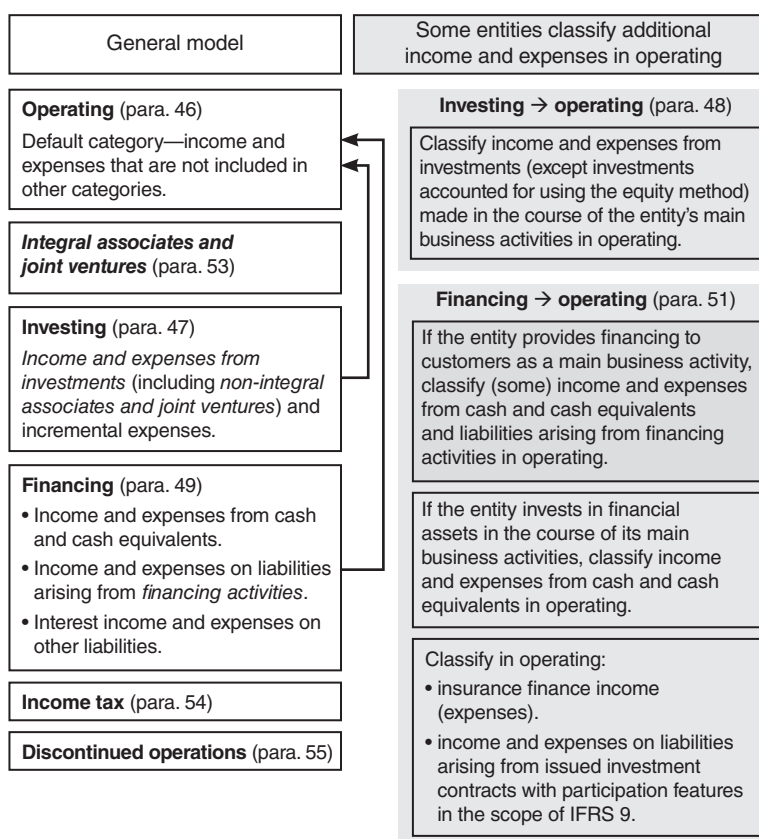 General model
Some entities classify additional
income and expenses in operating
Operating (para. 46)
Default category—income and
expenses that are not included in
other categories.
Integral associates and
joint ventures (para. 53)
Investing (para. 47)
Income and expenses from
investments (including non-integral
associates and joint ventures) and
incremental expenses.
Financing (para. 49)
• Income and expenses from cash
and cash equivalents.
• Income and expenses on liabilities
arising from financing activities.
• Interest income and expenses on
other liabilities.
Income tax (para. 54)
Discontinued operations (para. 55)
Investing → operating (para. 48)
Classify income and expenses from
investments (except investments
accounted for using the equity method)
made in the course of the entity’s main
business activities in operating.
Financing → operating (para. 51)
If the entity provides financing to
customers as a main business activity,
classify (some) income and expenses
from cash and cash equivalents
and liabilities arising from financing
activities in operating.
If the entity invests in financial
assets in the course of its main
business activities, classify income
and expenses from cash and cash
equivalents in operating.
Classify in operating:
• insurance finance income
(expenses).
• income and expenses on liabilities
arising from issued investment
contracts with participation features
in the scope of IFRS 9.